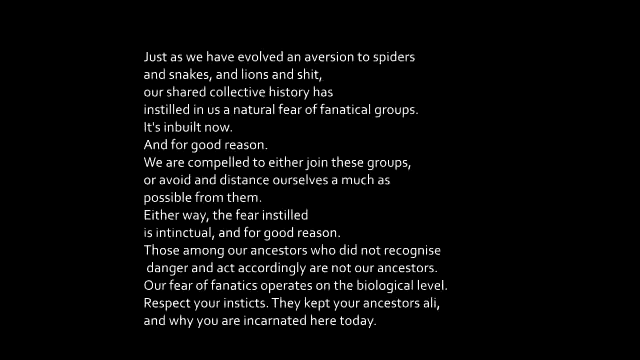 Just as we have evolved an aversion to spiders
and snakes, and lions and shit,
our shared collective history has
instilled in us a natural fear of fanatical groups.
It's inbuilt now.
And for good reason.
We are compelled to either join these groups,
or avoid and distance ourselves a much as
possible from them.
Either way, the fear instilled
is intinctual, and for good reason.
Those among our ancestors who did not recognise
danger and act accordingly are not our ancestors.
Our fear of fanatics operates on the biological level.
Respect your insticts. They kept your ancestors ali,
and why you are incarnated here today.